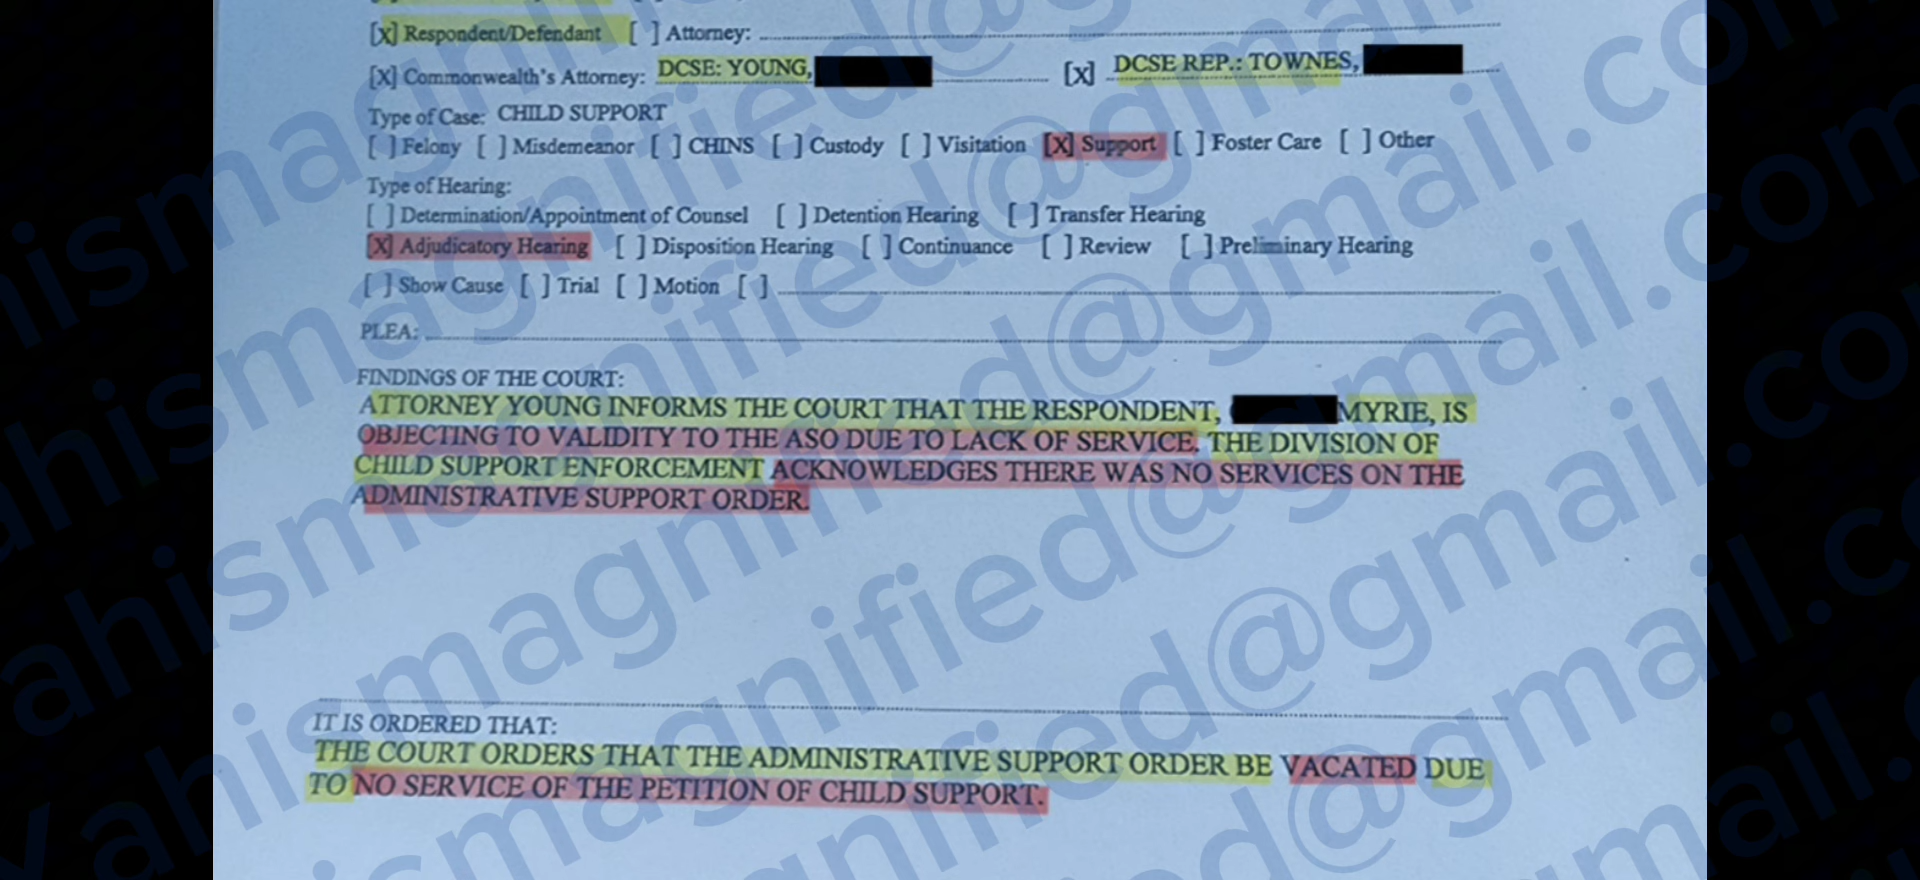 [X] Respondent/Defendant [ ] Attorney:
[X] Commonwealth's Attorney: DCSE: YOUNG, [X] DCSE REP.: TOWNES,
Type of Case: CHILD SUPPORT
[ ] Felony [ ] Misdemeanor [ ] CHINS [ ] Custody [ ] Visitation [X] Support [ ] Foster Care [ ] Other
Type of Hearing:
[ ] Determination/Appointment of Counsel [ ] Detention Hearing [ ] Transfer Hearing
[X] Adjudicatory Hearing [ ] Disposition Hearing [ ] Continuance [ ] Review [ ] Preliminary Hearing
[ ] Show Cause [ ] Trial [ ] Motion [ ]
PLEA:
FINDINGS OF THE COURT:
ATTORNEY YOUNG INFORMS THE COURT THAT THE RESPONDENT, MYRIE, IS
OBJECTING TO VALIDITY TO THE ASO DUE TO LACK OF SERVICE. THE DIVISION OF
CHILD SUPPORT ENFORCEMENT ACKNOWLEDGES THERE WAS NO SERVICES ON THE
ADMINISTRATIVE SUPPORT ORDER.
IT IS ORDERED THAT:
THE COURT ORDERS THAT THE ADMINISTRATIVE SUPPORT ORDER BE VACATED DUE
TO NO SERVICE OF THE PETITION OF CHILD SUPPORT.
Yahismagnified@gmail.com